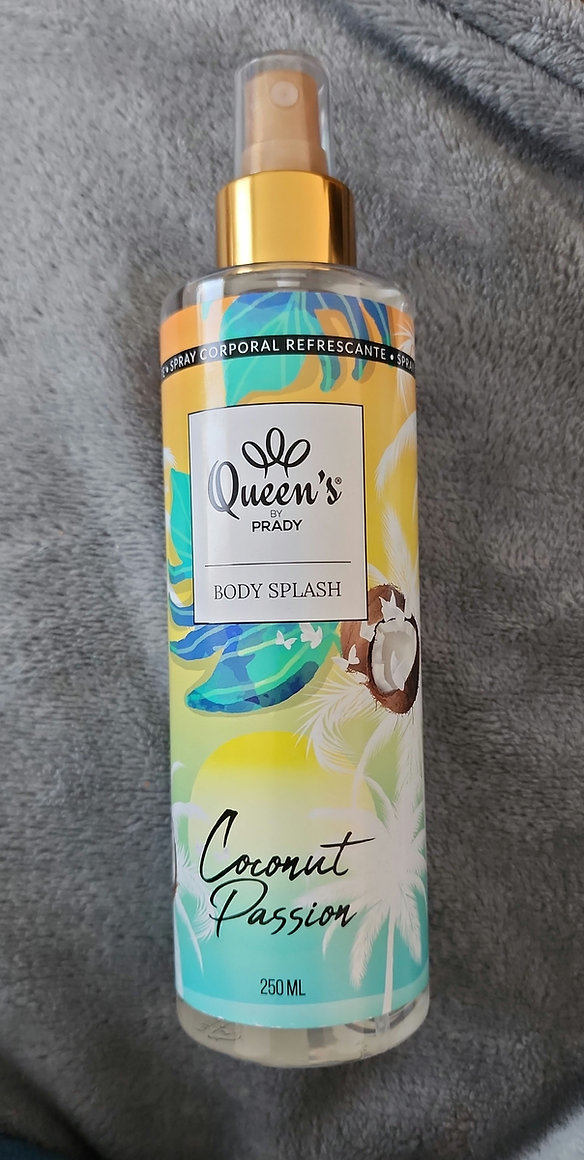 • SPRAY CORPORAL REFRESCANTE •
Queen's®
BY
PRADY
BODY SPLASH
Coconut
Passion
250 ML